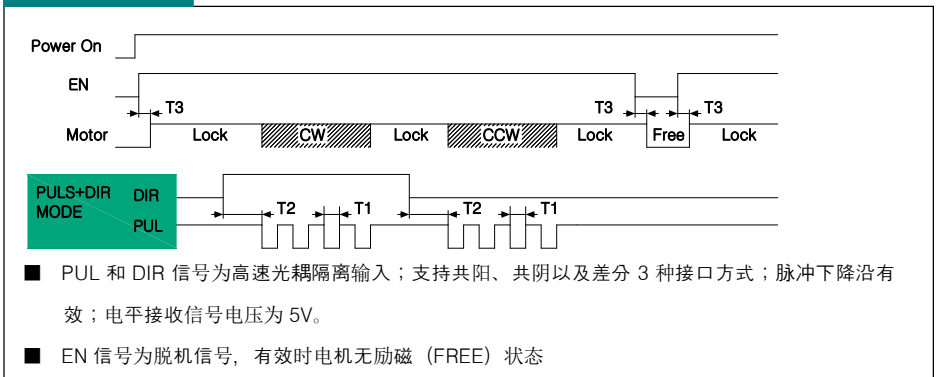 Power On
EN
T3 T3 T3
Motor Lock CW Lock CCW Lock Free Lock
PULS+DIR DIR
MODE
T2 T1 T2 T1
PUL
■ PUL 和 DIR 信号为高速光耦隔离输入；支持共阳、共阴以及差分 3 种接口方式；脉冲下降沿有
效；电平接收信号电压为 5V。
■ EN 信号为脱机信号，有效时电机无励磁（FREE）状态